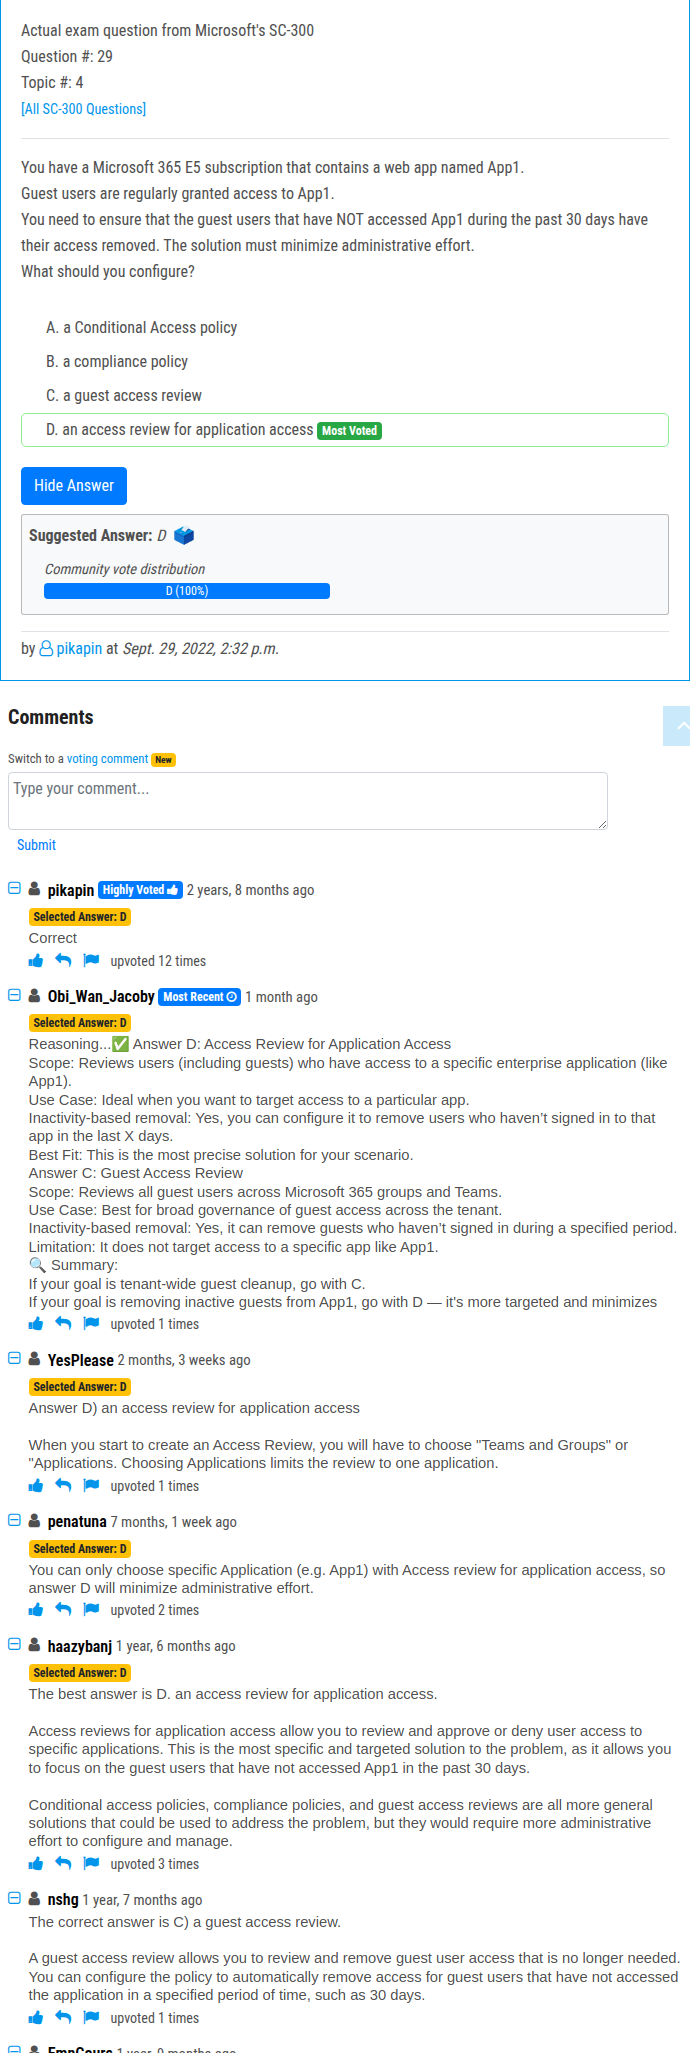 Actual exam question from Microsoft's SC-300
Question #: 29
Topic #: 4
[All SC-300 Questions]
You have a Microsoft 365 E5 subscription that contains a web app named App1.
Guest users are regularly granted access to App1.
You need to ensure that the guest users that have NOT accessed App1 during the past 30 days have
their access removed. The solution must minimize administrative effort.
What should you configure?
A. a Conditional Access policy
B. a compliance policy
C. a guest access review
D. an access review for application access Most Voted
Hide Answer
Suggested Answer: D
Community vote distribution
D (100%)
by pikapin at Sept. 29, 2022, 2:32 p.m.
Comments
Switch to a voting comment New
Type your comment...
Submit
pikapin Highly Voted 2 years, 8 months ago
Selected Answer: D
Correct
upvoted 12 times
Obi_Wan_Jacoby Most Recent 1 month ago
Selected Answer: D
Reasoning...✅ Answer D: Access Review for Application Access
Scope: Reviews users (including guests) who have access to a specific enterprise application (like
App1).
Use Case: Ideal when you want to target access to a particular app.
Inactivity-based removal: Yes, you can configure it to remove users who haven’t signed in to that
app in the last X days.
Best Fit: This is the most precise solution for your scenario.
Answer C: Guest Access Review
Scope: Reviews all guest users across Microsoft 365 groups and Teams.
Use Case: Best for broad governance of guest access across the tenant.
Inactivity-based removal: Yes, it can remove guests who haven’t signed in during a specified period.
Limitation: It does not target access to a specific app like App1.
🔍 Summary:
If your goal is tenant-wide guest cleanup, go with C.
If your goal is removing inactive guests from App1, go with D — it's more targeted and minimizes
upvoted 1 times
YesPlease 2 months, 3 weeks ago
Selected Answer: D
Answer D) an access review for application access
When you start to create an Access Review, you will have to choose "Teams and Groups" or
"Applications. Choosing Applications limits the review to one application.
upvoted 1 times
penatuna 7 months, 1 week ago
Selected Answer: D
You can only choose specific Application (e.g. App1) with Access review for application access, so
answer D will minimize administrative effort.
upvoted 2 times
haazybanj 1 year, 6 months ago
Selected Answer: D
The best answer is D. an access review for application access.
Access reviews for application access allow you to review and approve or deny user access to
specific applications. This is the most specific and targeted solution to the problem, as it allows you
to focus on the guest users that have not accessed App1 in the past 30 days.
Conditional access policies, compliance policies, and guest access reviews are all more general
solutions that could be used to address the problem, but they would require more administrative
effort to configure and manage.
upvoted 3 times
nshg 1 year, 7 months ago
The correct answer is C) a guest access review.
A guest access review allows you to review and remove guest user access that is no longer needed.
You can configure the policy to automatically remove access for guest users that have not accessed
the application in a specified period of time, such as 30 days.
upvoted 1 times